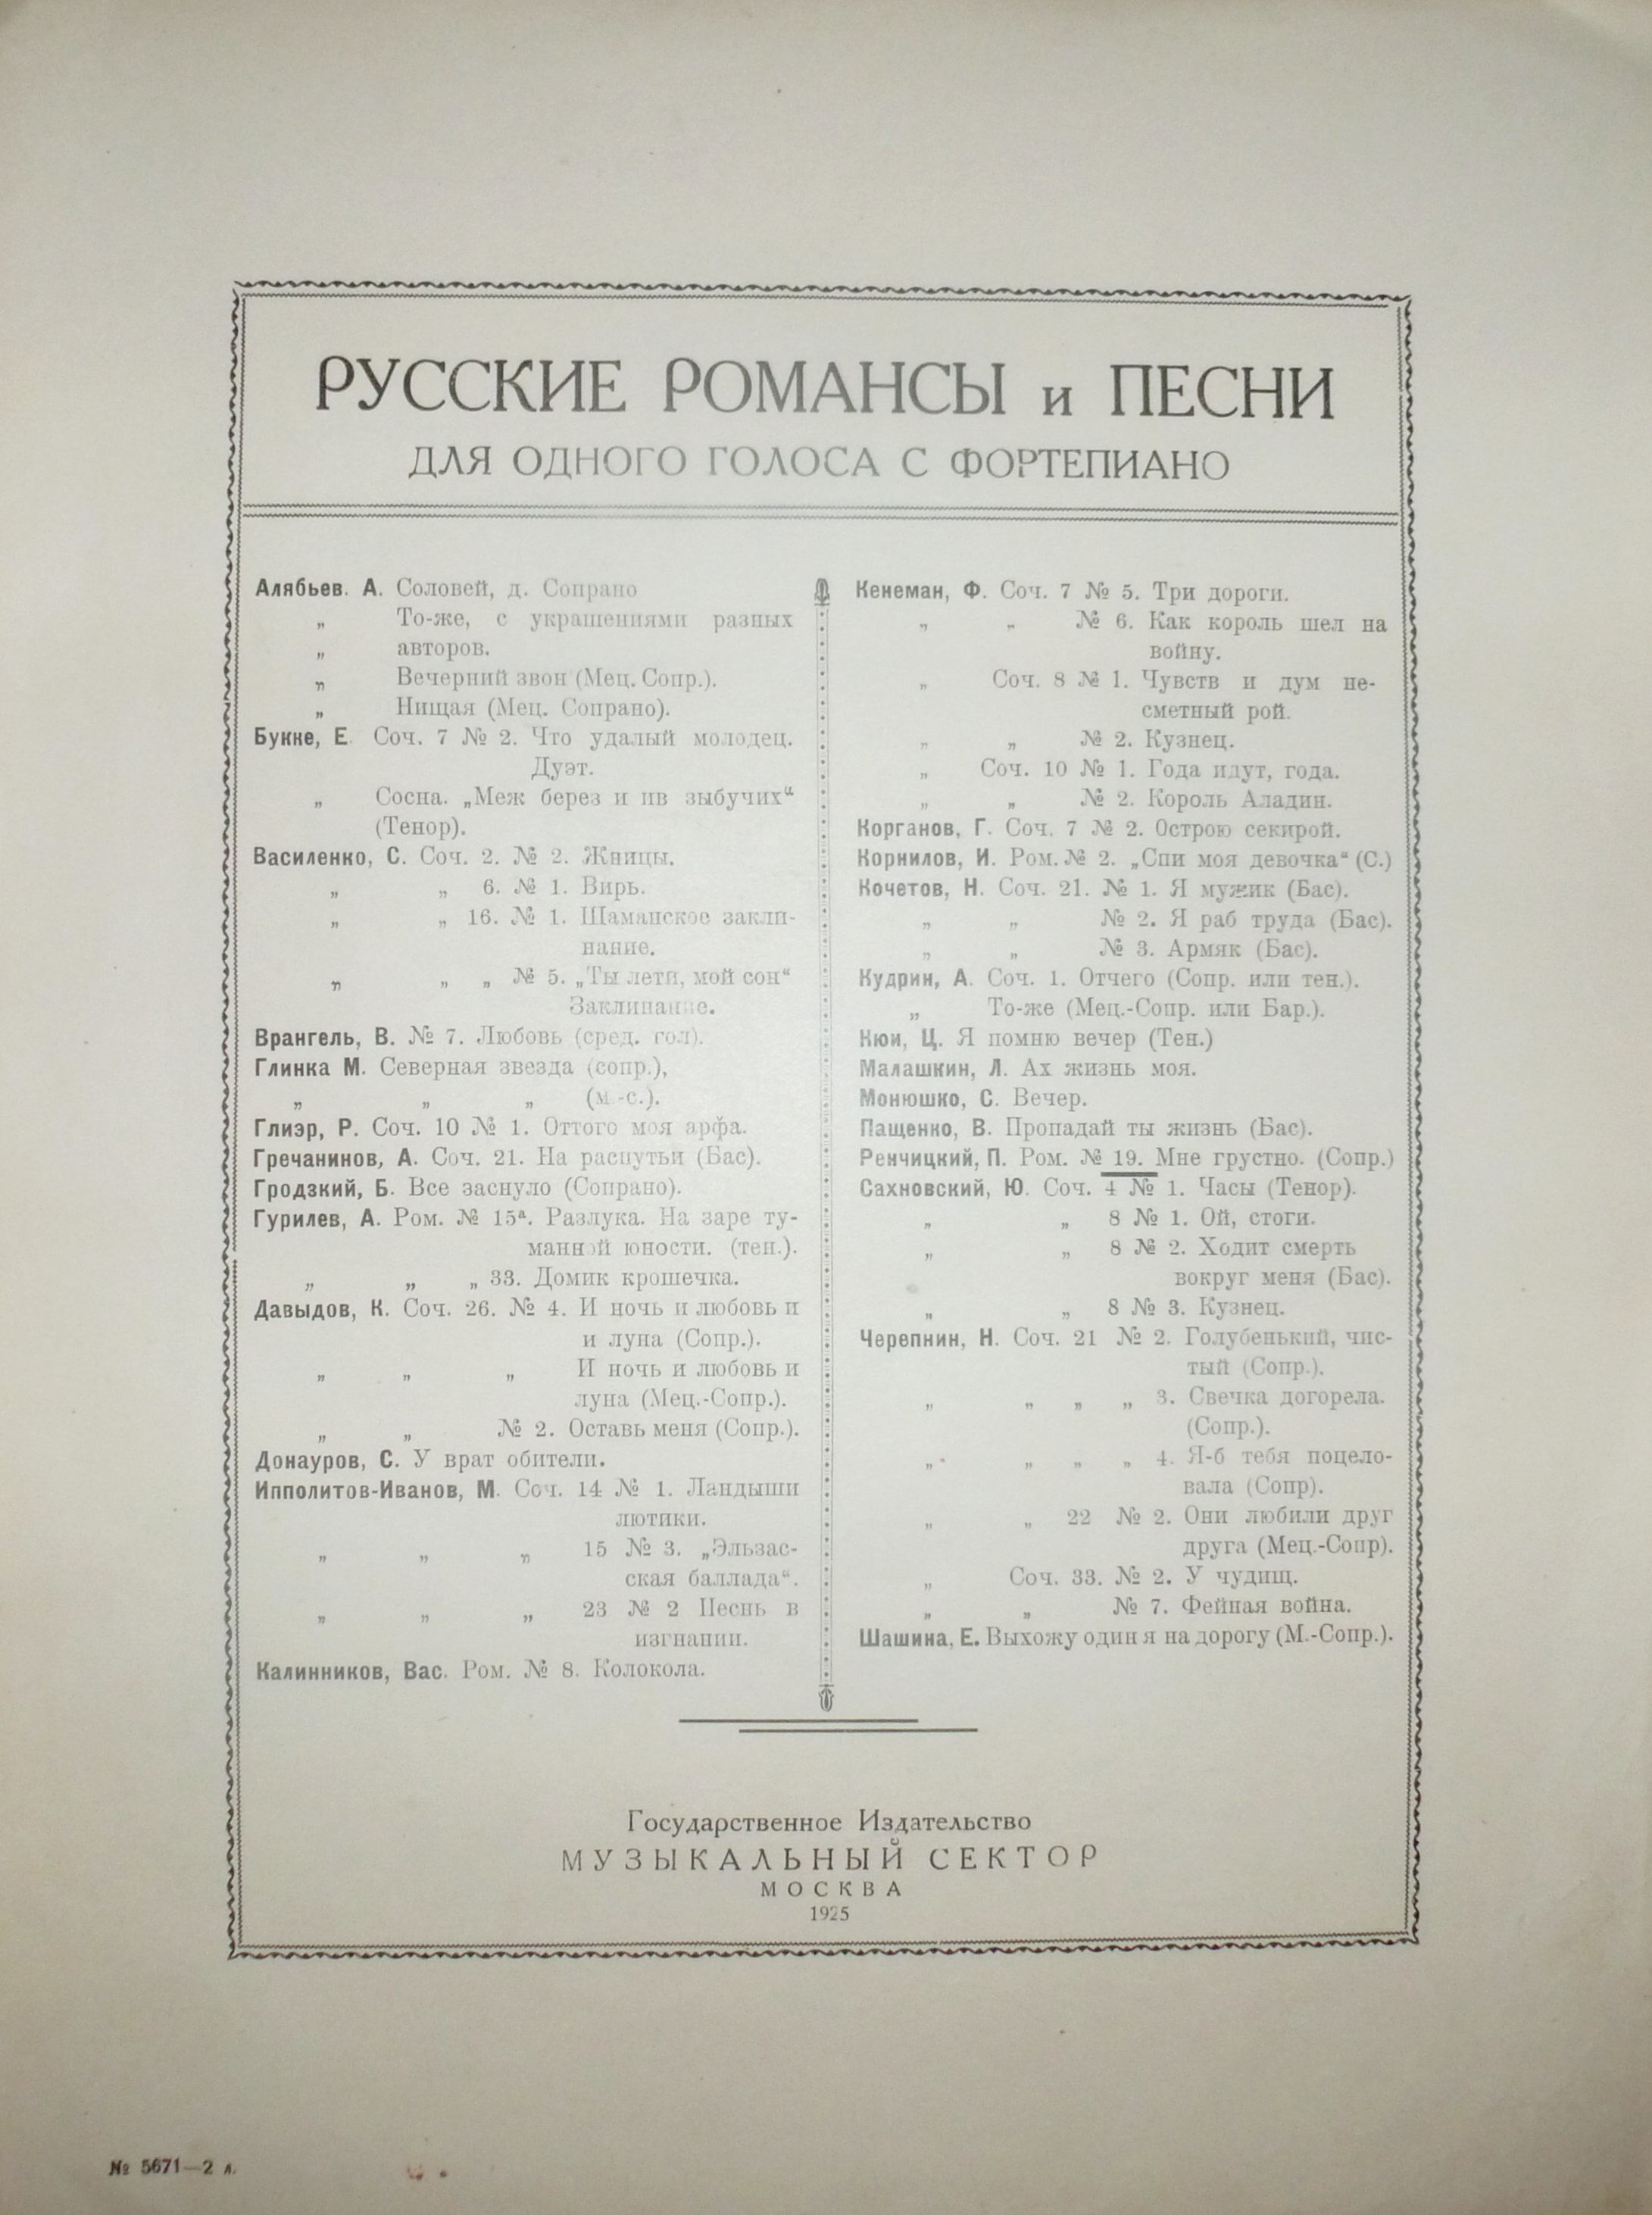 РУССКИЕ РОМАНСЫ и ПЕСНИ
ДЛЯ ОДНОГО ГОЛОСА С ФОРТЕПИАНО
Алябьев. А. Соловей, д. Сопрано
„ То-же, с украшениями разных
„ авторов.
„ Вечерний звон (Мец. Сопр.).
„ Нищая (Мец. Сопрано).
Букке, Е. Соч. 7 № 2. Что удалый молодец.
Дуэт.
„ Сосна. „Меж берез и ив зыбучих“
(Тенор).
Василенко, С. Соч. 2. № 2. Жницы.
„ „ 6. № 1. Вирь.
„ „ 16. № 1. Шаманское закли-
нание.
„ „ „ № 5. „Ты лети, мой сон“
Заклинание.
Врангель, В. № 7. Любовь (сред. гол).
Глинка М. Северная звезда (сопр.),
„ „ „ (м.-с.).
Глиэр, Р. Соч. 10 № 1. Оттого моя арфа.
Гречанинов, А. Соч. 21. На распутьи (Бас).
Гродзкий, Б. Все заснуло (Сопрано).
Гурилев, А. Ром. № 15ᵃ. Разлука. На заре ту-
манной юности. (тен.).
„ „ „ 33. Домик крошечка.
Давыдов, К. Соч. 26. № 4. И ночь и любовь и
и луна (Сопр.).
„ „ „ И ночь и любовь и
луна (Мец.-Сопр.).
„ „ № 2. Оставь меня (Сопр.).
Донауров, С. У врат обители.
Ипполитов-Иванов, М. Соч. 14 № 1. Ландыши
лютики.
„ „ „ 15 № 3. „Эльзас-
ская баллада“.
„ „ „ 23 № 2 Песнь в
изгнании.
Калинников, Вас. Ром. № 8. Колокола.
Кенеман, Ф. Соч. 7 № 5. Три дороги.
„ „ № 6. Как король шел на
войну.
„ Соч. 8 № 1. Чувств и дум не-
сметный рой.
„ „ № 2. Кузнец.
„ Соч. 10 № 1. Года идут, года.
„ „ № 2. Король Аладин.
Корганов, Г. Соч. 7 № 2. Острою секирой.
Корнилов, И. Ром. № 2. „Спи моя девочка“ (С.)
Кочетов, Н. Соч. 21. № 1. Я мужик (Бас).
„ „ № 2. Я раб труда (Бас).
„ „ № 3. Армяк (Бас).
Кудрин, А. Соч. 1. Отчего (Сопр. или тен.).
„ То-же (Мец.-Сопр. или Бар.).
Кюи, Ц. Я помню вечер (Тен.)
Малашкин, Л. Ах жизнь моя.
Монюшко, С. Вечер.
Пащенко, В. Пропадай ты жизнь (Бас).
Ренчицкий, П. Ром. № 19. Мне грустно. (Сопр.)
Сахновский, Ю. Соч. 4 № 1. Часы (Тенор).
„ „ 8 № 1. Ой, стоги.
„ „ 8 № 2. Ходит смерть
вокруг меня (Бас).
„ „ 8 № 3. Кузнец.
Черепнин, Н. Соч. 21 № 2. Голубенький, чис-
тый (Сопр.).
„ „ „ „ 3. Свечка догорела.
(Сопр.).
„ „ „ „ 4. Я-б тебя поцело-
вала (Сопр).
„ „ 22 № 2. Они любили друг
друга (Мец.-Сопр).
„ Соч. 33. № 2. У чудищ.
„ „ № 7. Фейная война.
Шашина, Е. Выхожу один я на дорогу (М.-Сопр.).
Государственное Издательство
МУЗЫКАЛЬНЫЙ СЕКТОР
МОСКВА
1925
№ 5671—2 л.